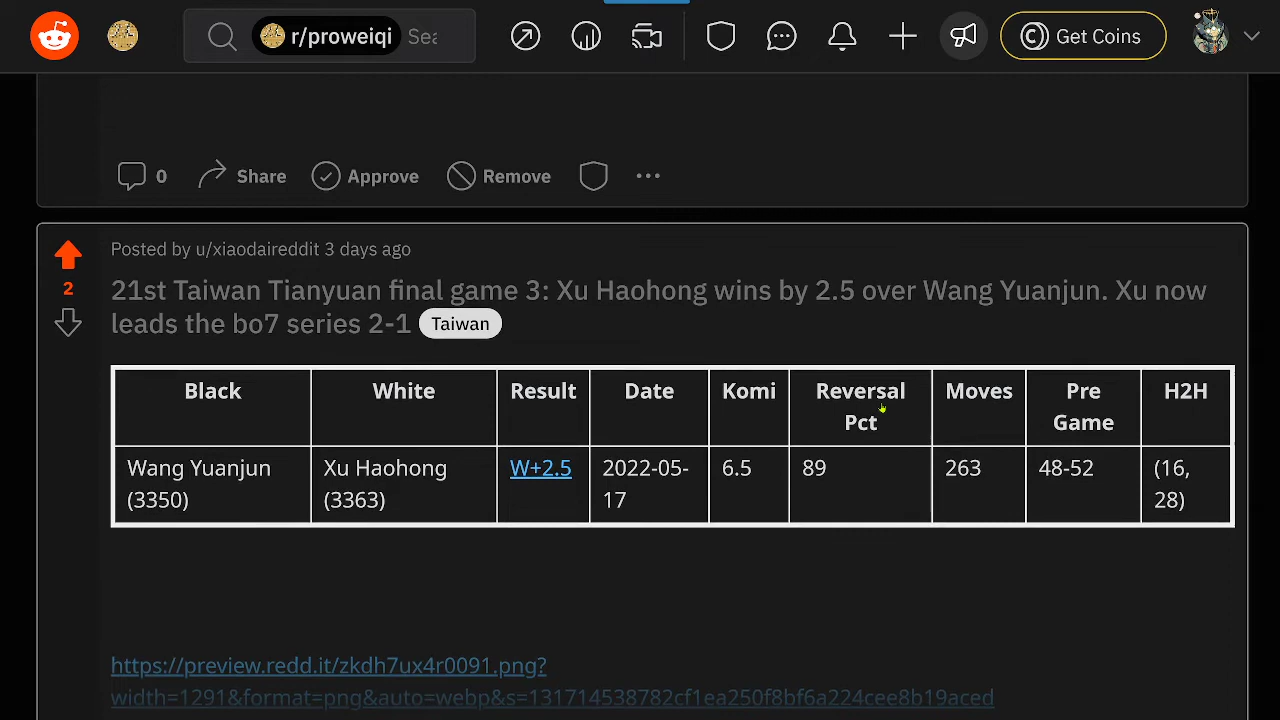 r/proweiqi Sea
Get Coins
0 Share Approve Remove
Posted by u/xiaodaireddit 3 days ago
2
21st Taiwan Tianyuan final game 3: Xu Haohong wins by 2.5 over Wang Yuanjun. Xu now
leads the bo7 series 2-1 Taiwan
Black White Result Date Komi Reversal Pct Moves Pre Game H2H
Wang Yuanjun (3350) Xu Haohong (3363) W+2.5 2022-05-17 6.5 89 263 48-52 (16, 28)
https://preview.redd.it/zkdh7ux4r0091.png?
width=1291&format=png&auto=webp&s=131714538782cf1ea250f8bf6a224cee8b19aced